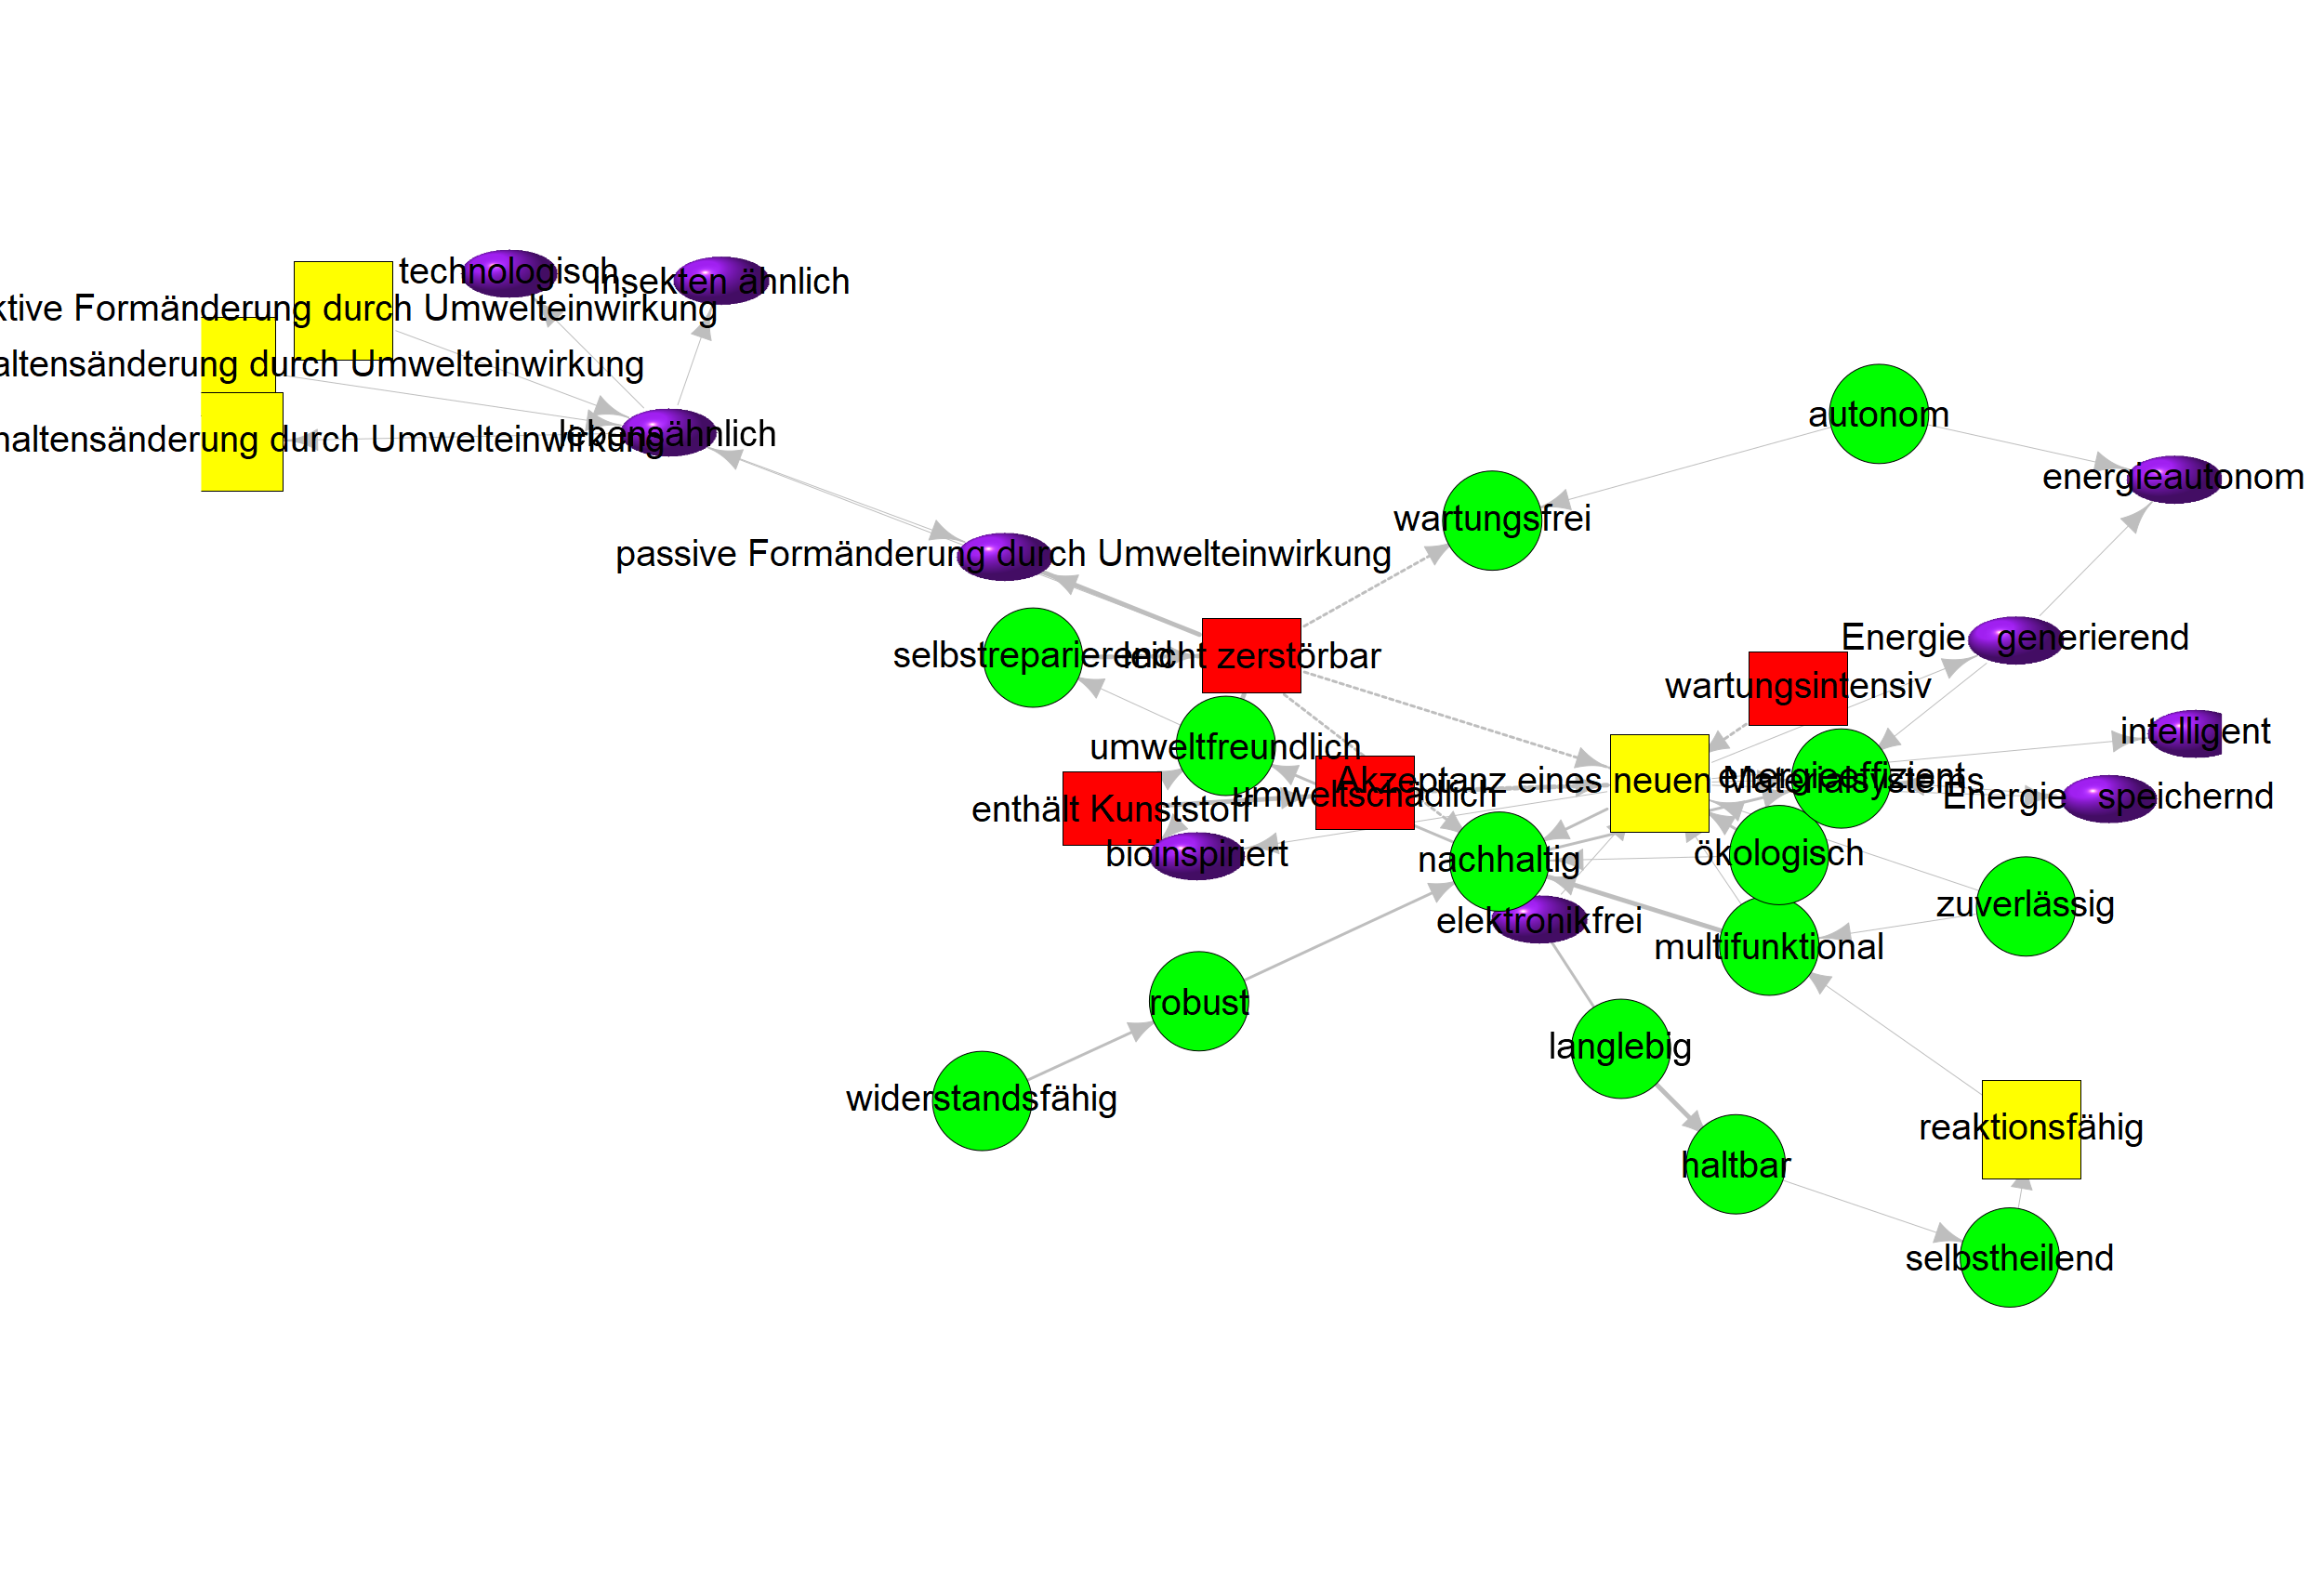 technologisch
insekten ähnlich
ktive Formänderung durch Umwelteinwirkung
altensänderung durch Umwelteinwirkung
haltensänderung durch Umwelteinwirkung
lebensähnlich
autonom
energieautonom
wartungsfrei
passive Formänderung durch Umwelteinwirkung
selbstreparierend
leicht zerstörbar
Energie generierend
wartungsintensiv
intelligent
umweltfreundlich
Akzeptanz eines neuen Materialsystems
energieeffizient
umweltschädlich
Energie speichernd
enthält Kunststoff
bioinspiriert
nachhaltig
ökologisch
zuverlässig
elektronikfrei
multifunktional
robust
langlebig
widerstandsfähig
reaktionsfähig
haltbar
selbstheilend